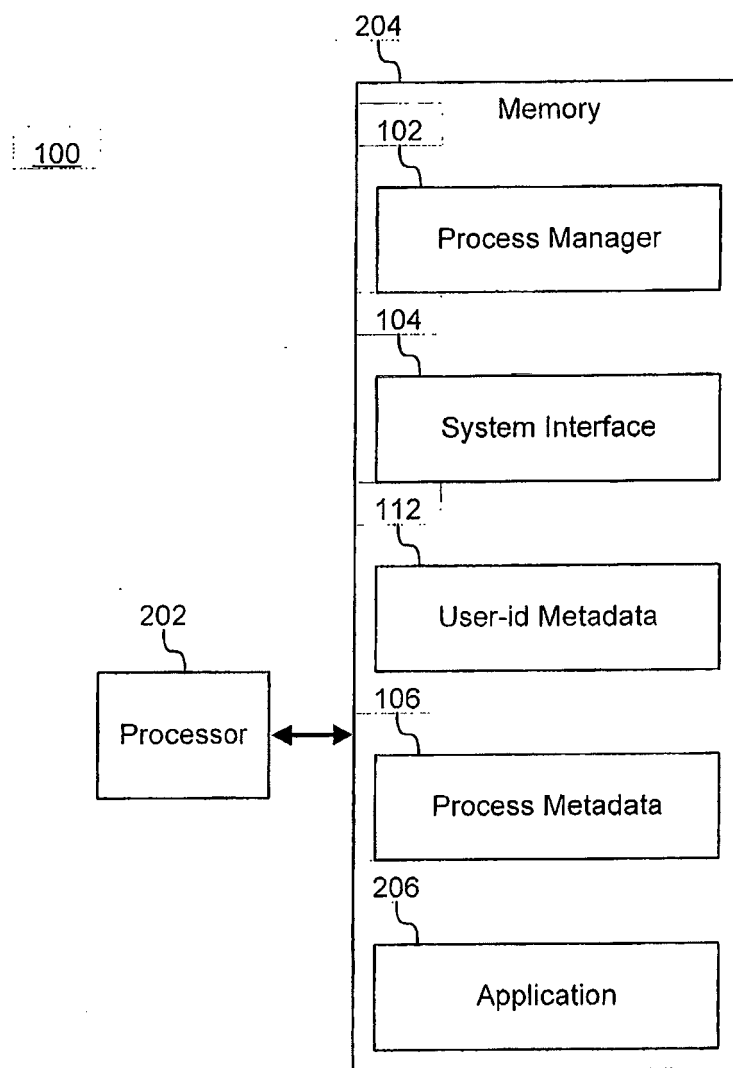 204
Memory
100
102
Process Manager
104
System Interface
112
User-id Metadata
202
Processor
106
Process Metadata
206
Application